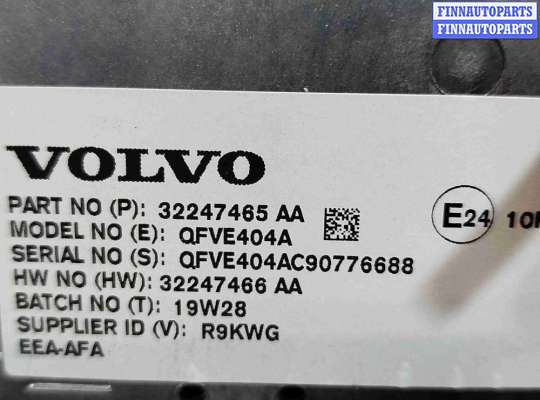 FINNAUTOPARTS
FINNAUTOPARTS
VOLVO
PART NO (P): 32247465 AA
MODEL NO (E): QFVE404A
SERIAL NO (S): QFVE404AC90776688
HW NO (HW): 32247466 AA
BATCH NO (T): 19W28
SUPPLIER ID (V): R9KWG
EEA-AFA
E24 10R